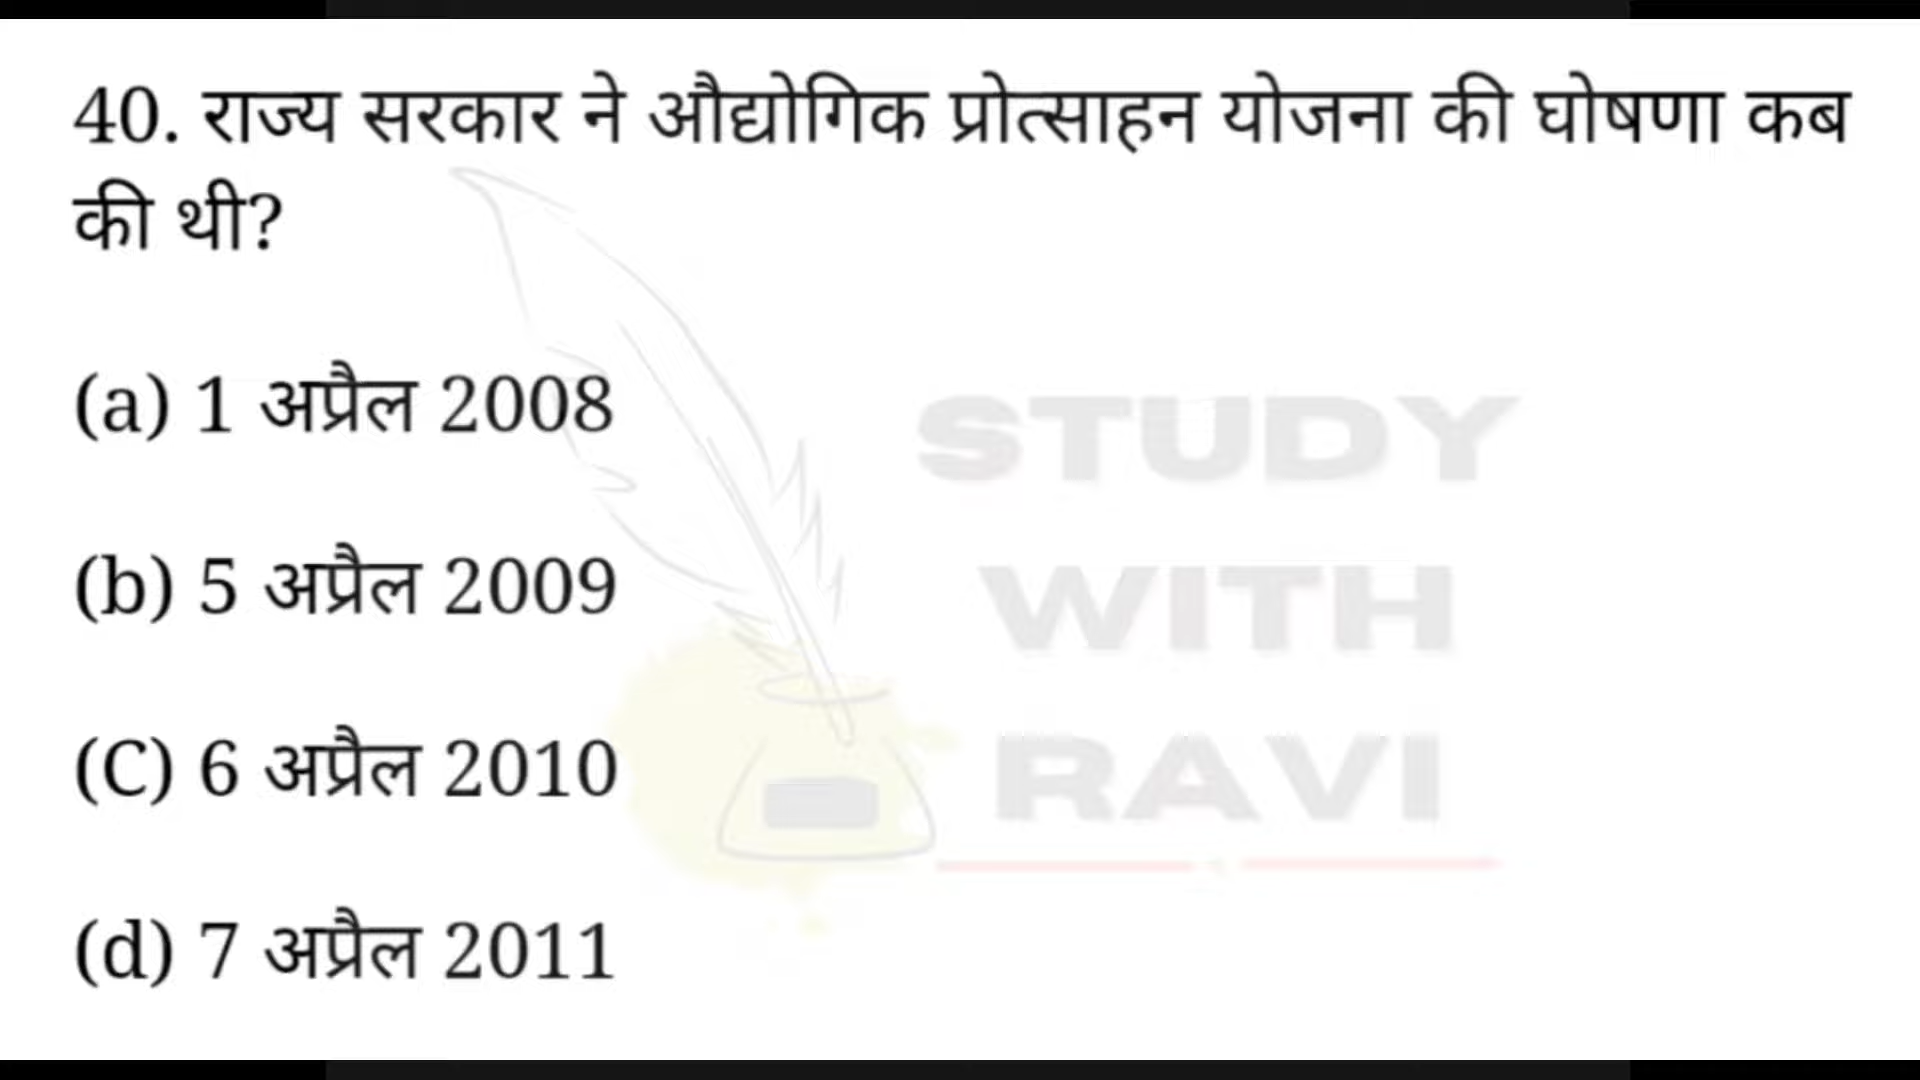 40. राज्य सरकार ने औद्योगिक प्रोत्साहन योजना की घोषणा कब
की थी?
(a) 1 अप्रैल 2008
(b) 5 अप्रैल 2009
(C) 6 अप्रैल 2010
(d) 7 अप्रैल 2011
STUDY
WITH
RAVI